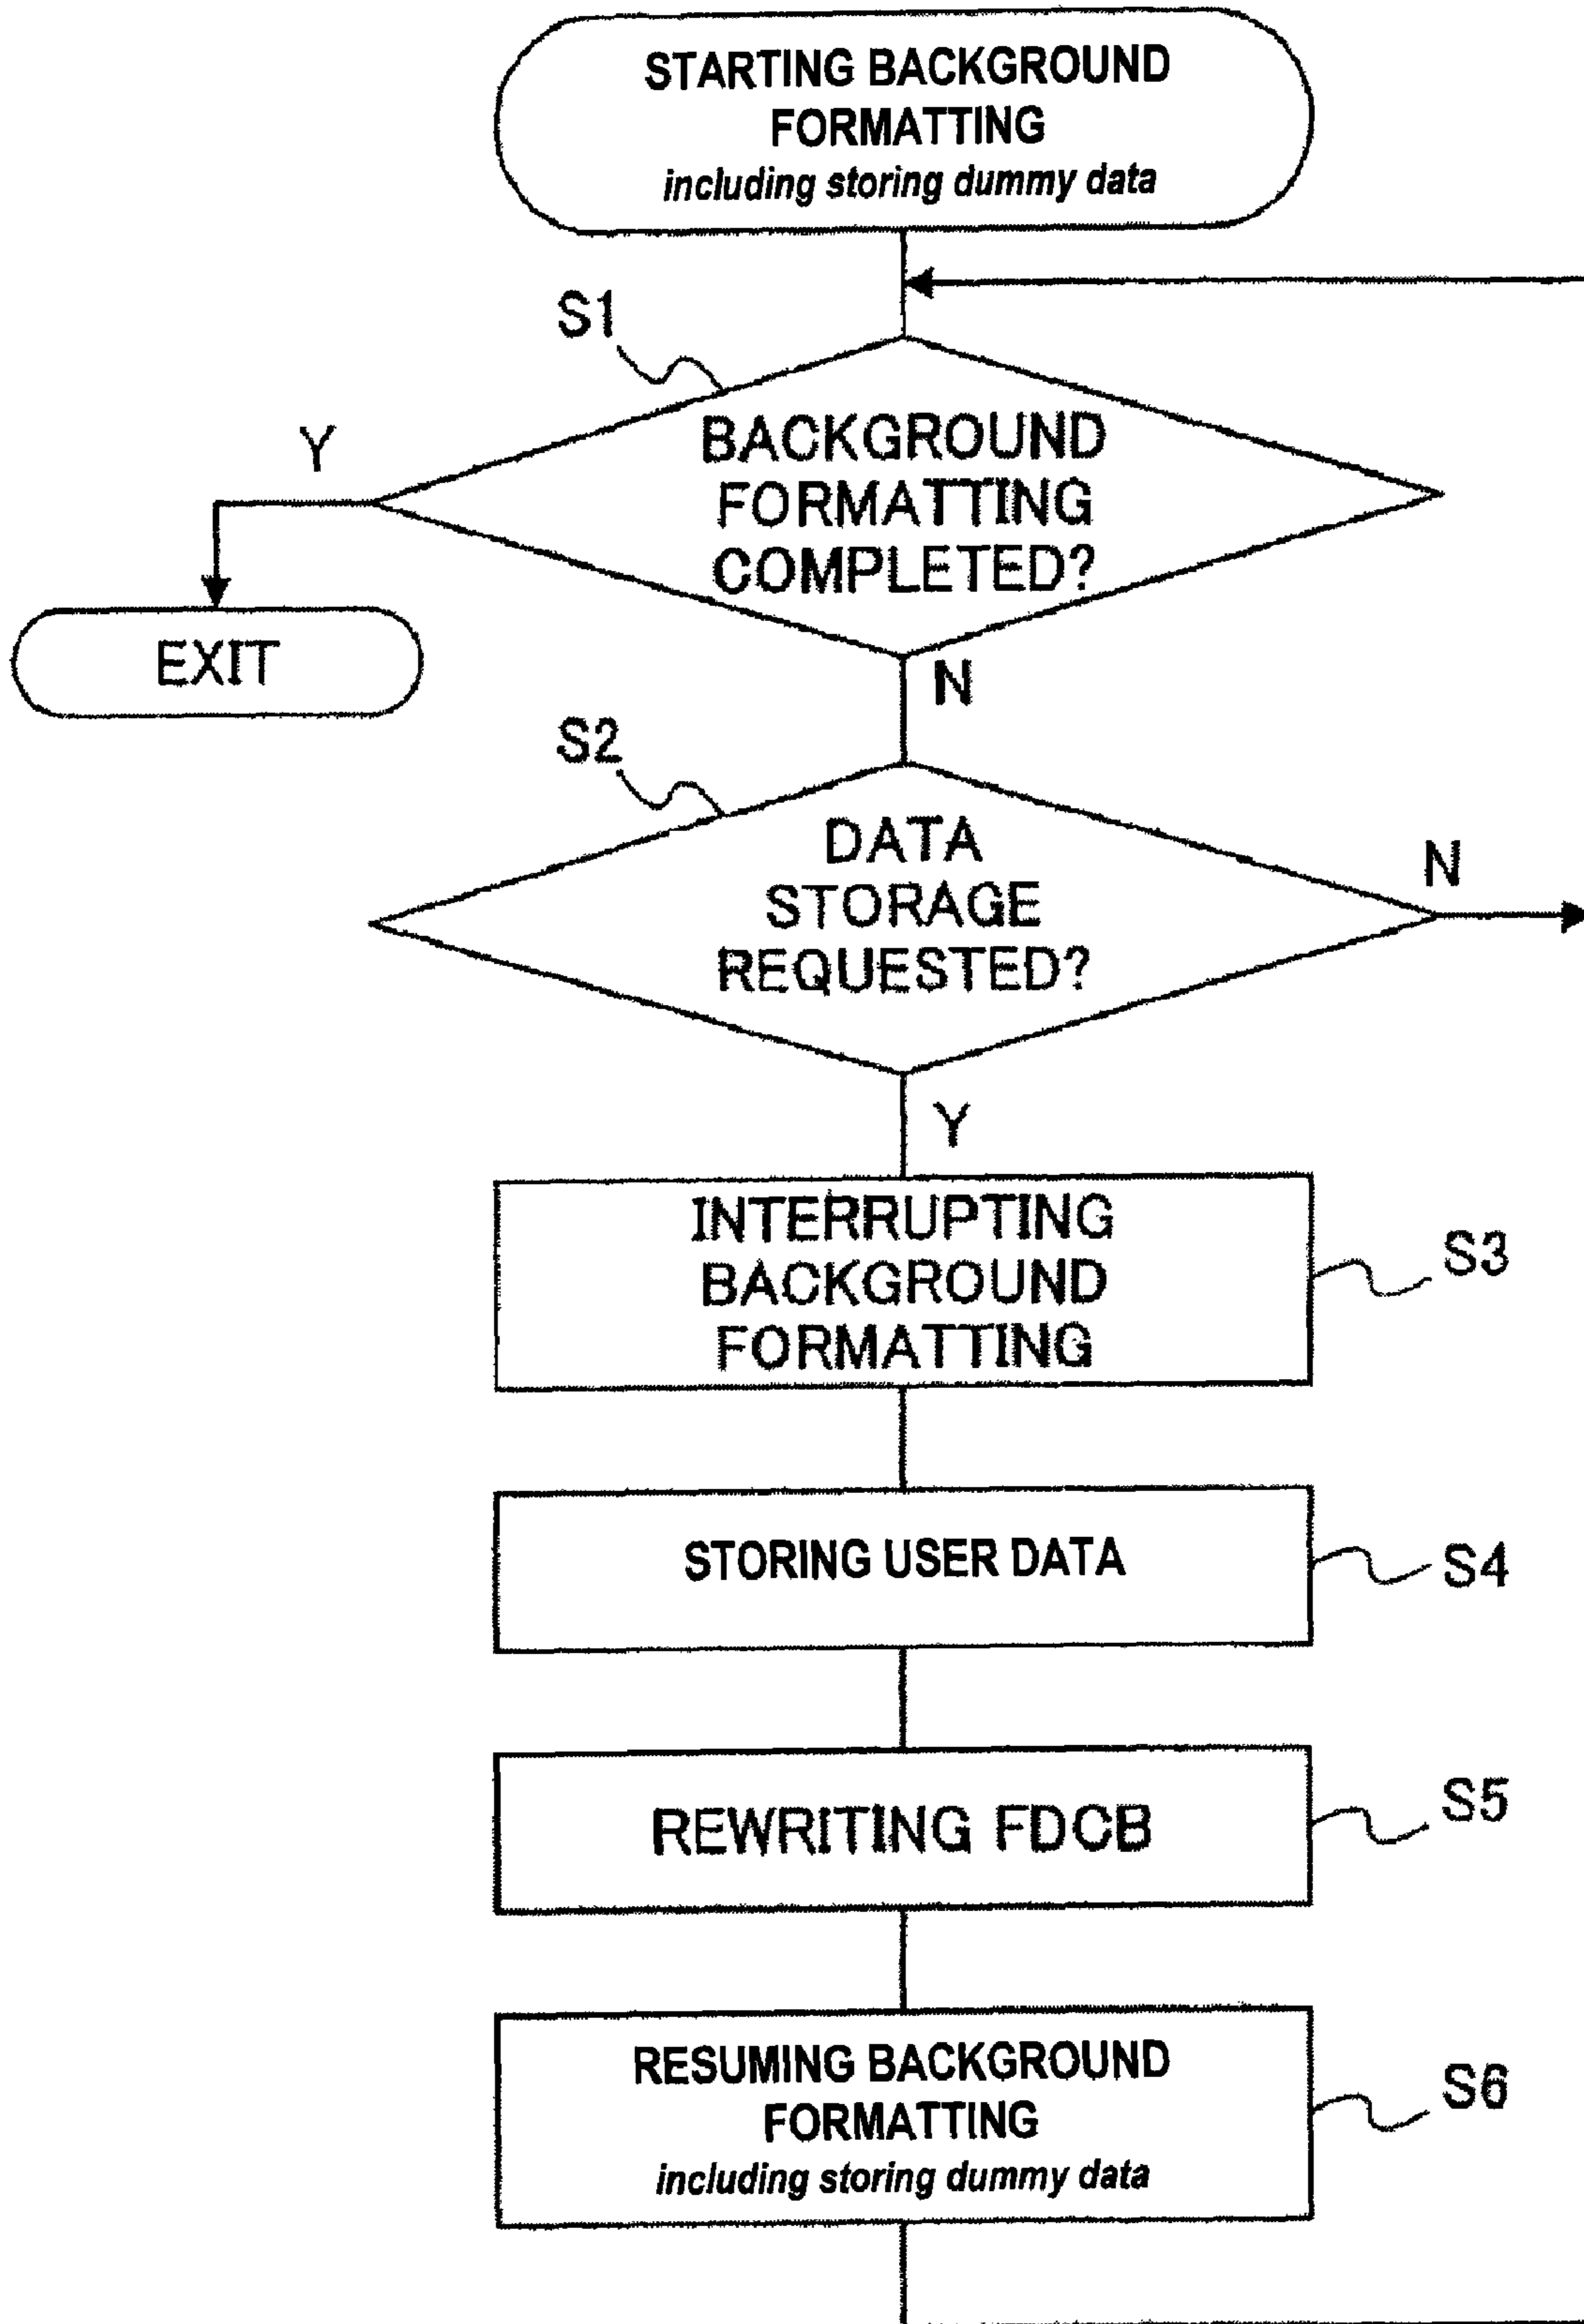 STARTING BACKGROUND
FORMATTING
including storing dummy data
S1
BACKGROUND
FORMATTING
COMPLETED?
Y
EXIT
N
S2
DATA
STORAGE
REQUESTED?
N
Y
INTERRUPTING
BACKGROUND
FORMATTING
S3
STORING USER DATA
S4
REWRITING FDCB
S5
RESUMING BACKGROUND
FORMATTING
including storing dummy data
S6